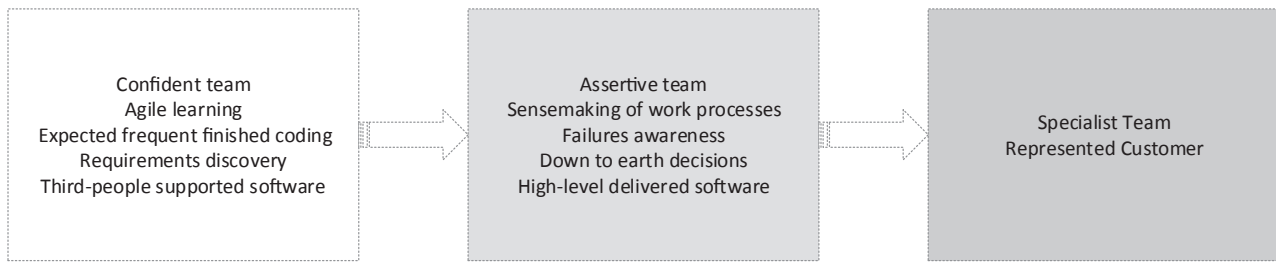 Confident team
Agile learning
Expected frequent finished coding
Requirements discovery
Third-people supported software
Assertive team
Sensemaking of work processes
Failures awareness
Down to earth decisions
High-level delivered software
Specialist Team
Represented Customer